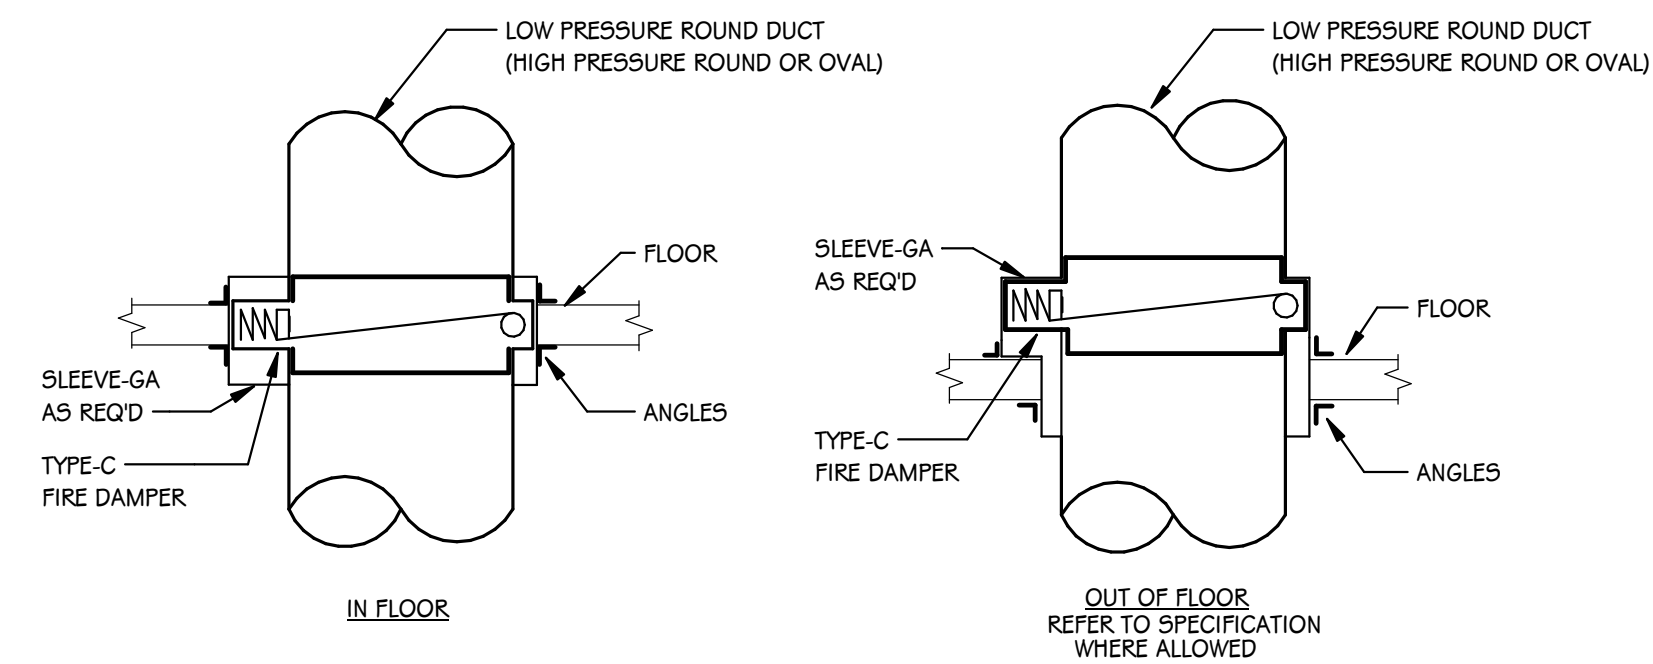 LOW PRESSURE ROUND DUCT
(HIGH PRESSURE ROUND OR OVAL)
FLOOR
SLEEVE-GA
AS REQ'D
ANGLES
TYPE-C
FIRE DAMPER
IN FLOOR
LOW PRESSURE ROUND DUCT
(HIGH PRESSURE ROUND OR OVAL)
SLEEVE-GA
AS REQ'D
FLOOR
TYPE-C
FIRE DAMPER
ANGLES
OUT OF FLOOR
REFER TO SPECIFICATION
WHERE ALLOWED